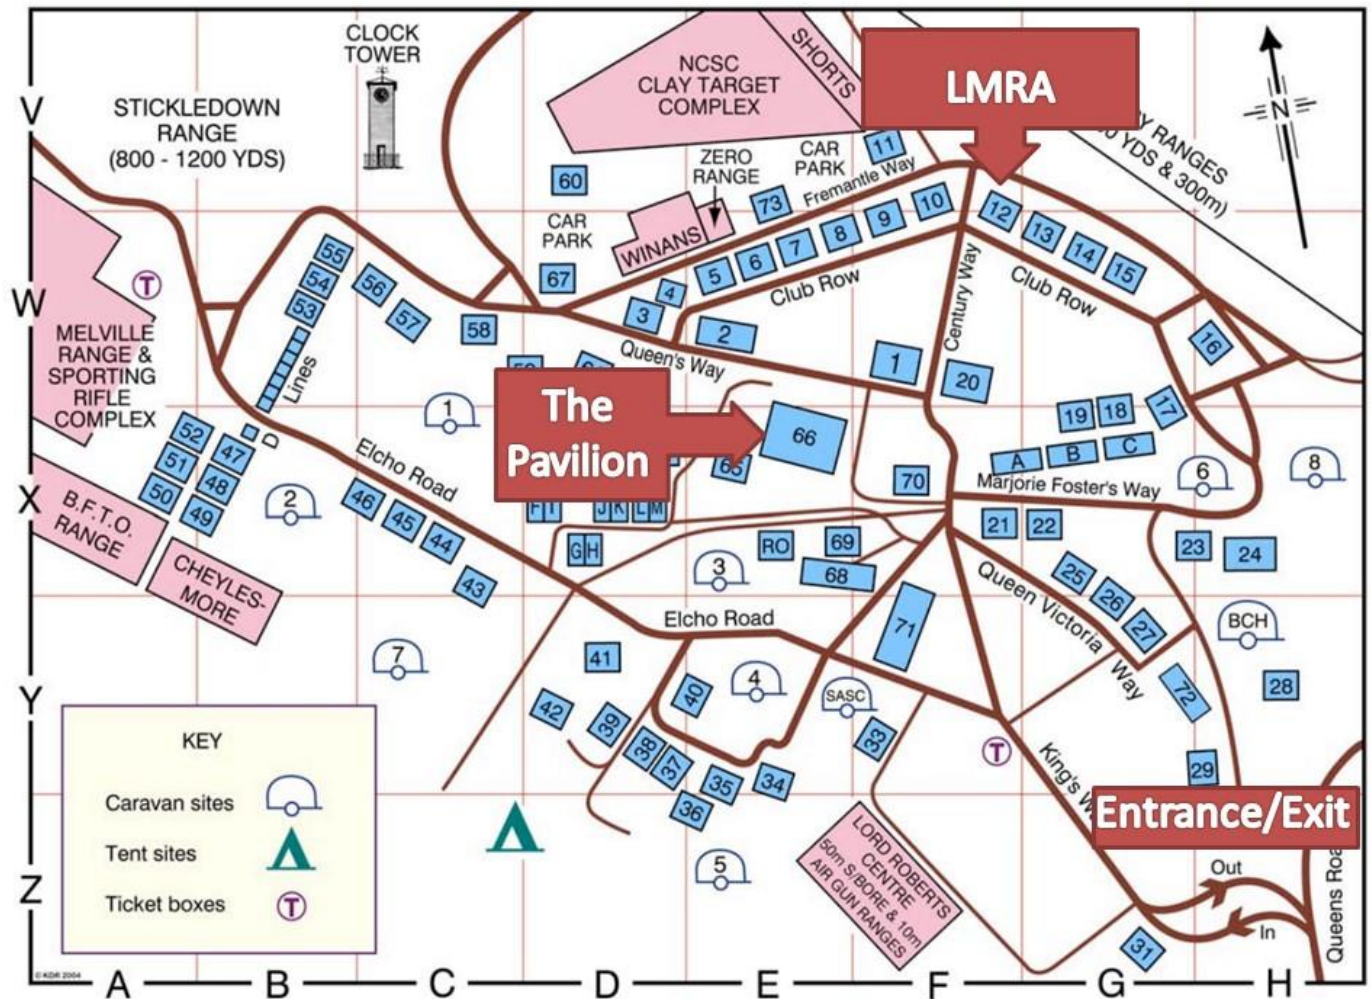 CLOCK
TOWER
STICKLEDOWN
RANGE
(800 - 1200 YDS)
NCSC
CLAY TARGET
COMPLEX
SHORTS
LMRA
RANGES
YDS & 300m)
N
V
W
X
Y
Z
60
ZERO
RANGE
CAR
PARK
11
Fremantle Way
73
CAR
PARK
WINANS
67
10
9
8
7
6
5
4
3
2
Club Row
12
13
14
15
Club Row
16
Century Way
Queen's Way
1
20
T
MELVILLE
RANGE &
SPORTING
RIFLE
COMPLEX
55
54
53
56
57
58
Lines
D
1
The
Pavilion
66
65
19
18
17
A
B
C
Marjorie Foster's Way
6
8
70
52
51
50
47
48
49
2
Elcho Road
46
45
44
43
B.F.T.O.
RANGE
CHEYLES-
MORE
J
K
L
M
G
H
3
RO
69
68
21
22
23
24
25
26
27
Queen Victoria
Way
BCH
28
72
29
Elcho Road
71
7
41
42
40
4
SASC
39
38
37
36
35
34
33
T
King's
Entrance/Exit
5
LORD ROBERTS
CENTRE
50m S/BORE & 10m
AIR GUN RANGES
Out
In
31
Queens
KEY
Caravan sites
Tent sites
Ticket boxes
T
© KDR 2004
A
B
C
D
E
F
G
H